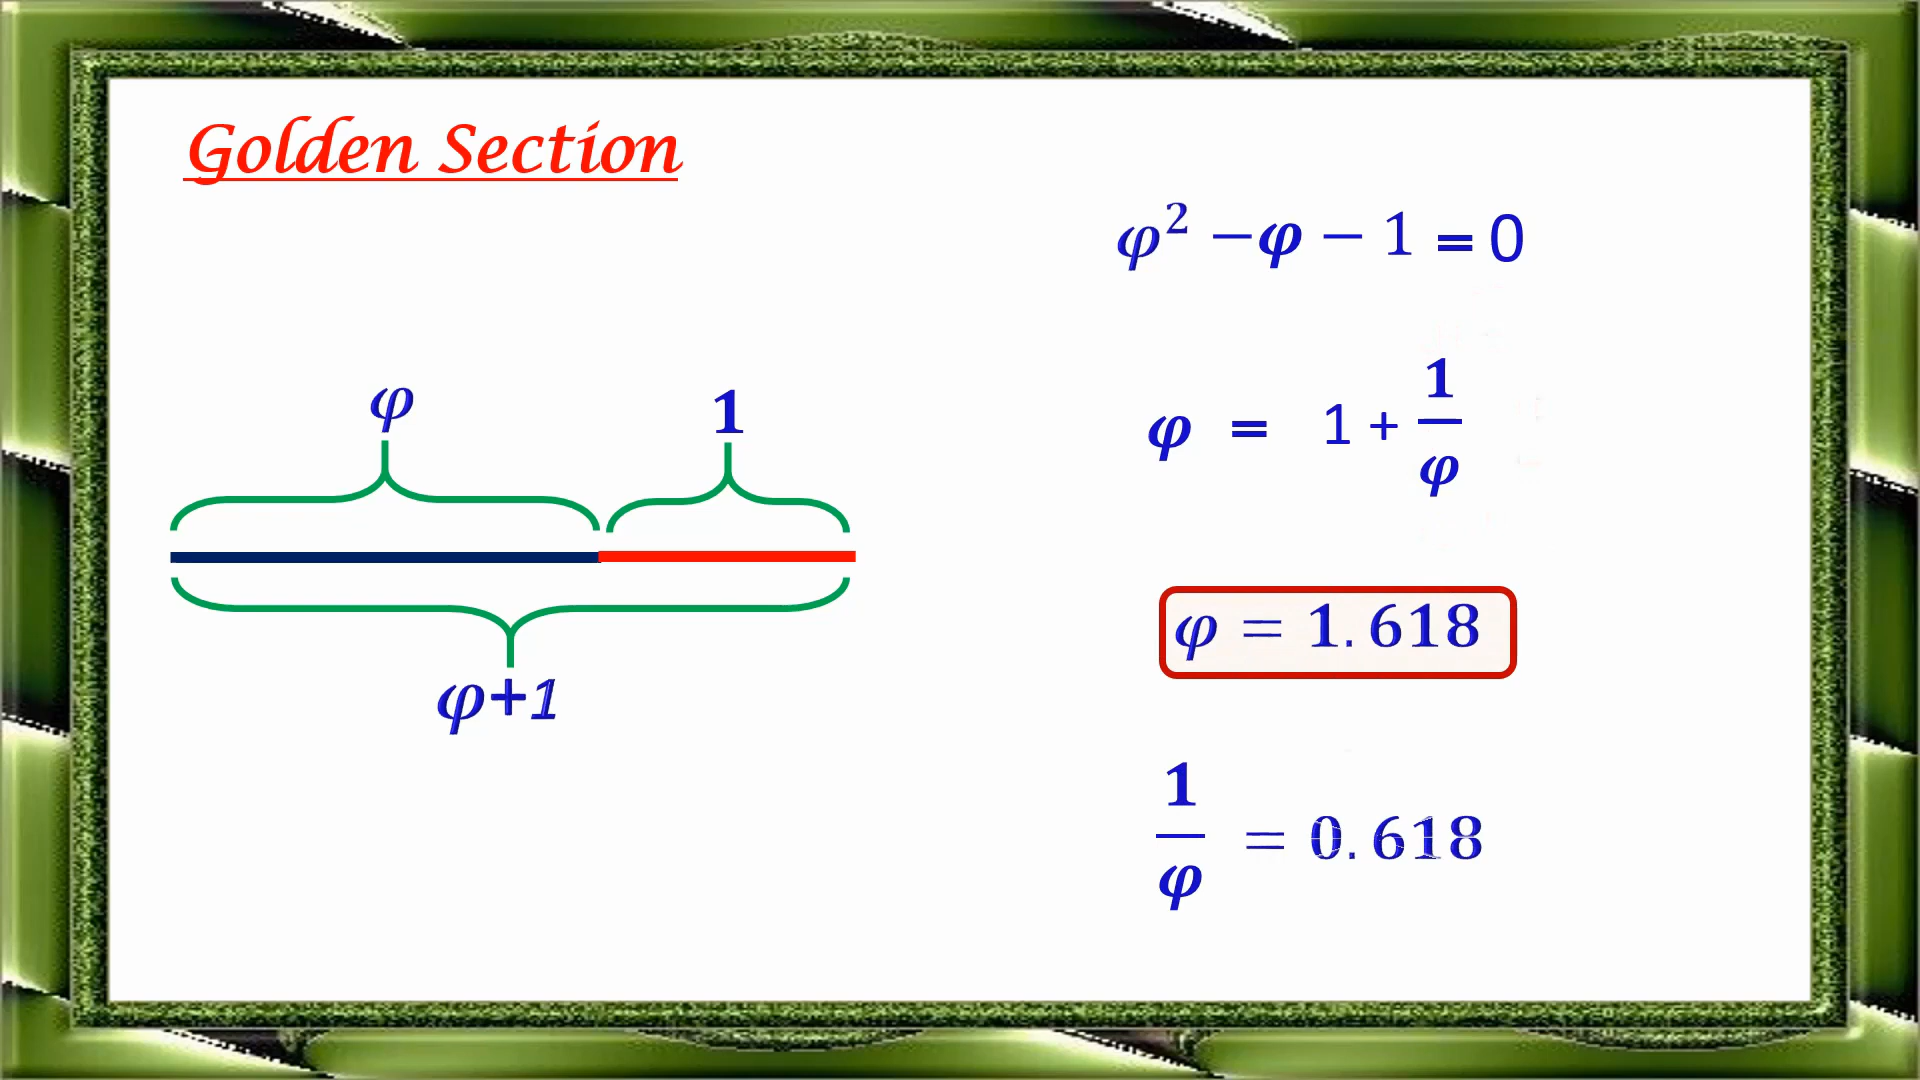 Golden Section
φ² −φ − 1 = 0
φ 1
φ = 1 + 1/φ
φ = 1.618
φ+1
1/φ = 0.618